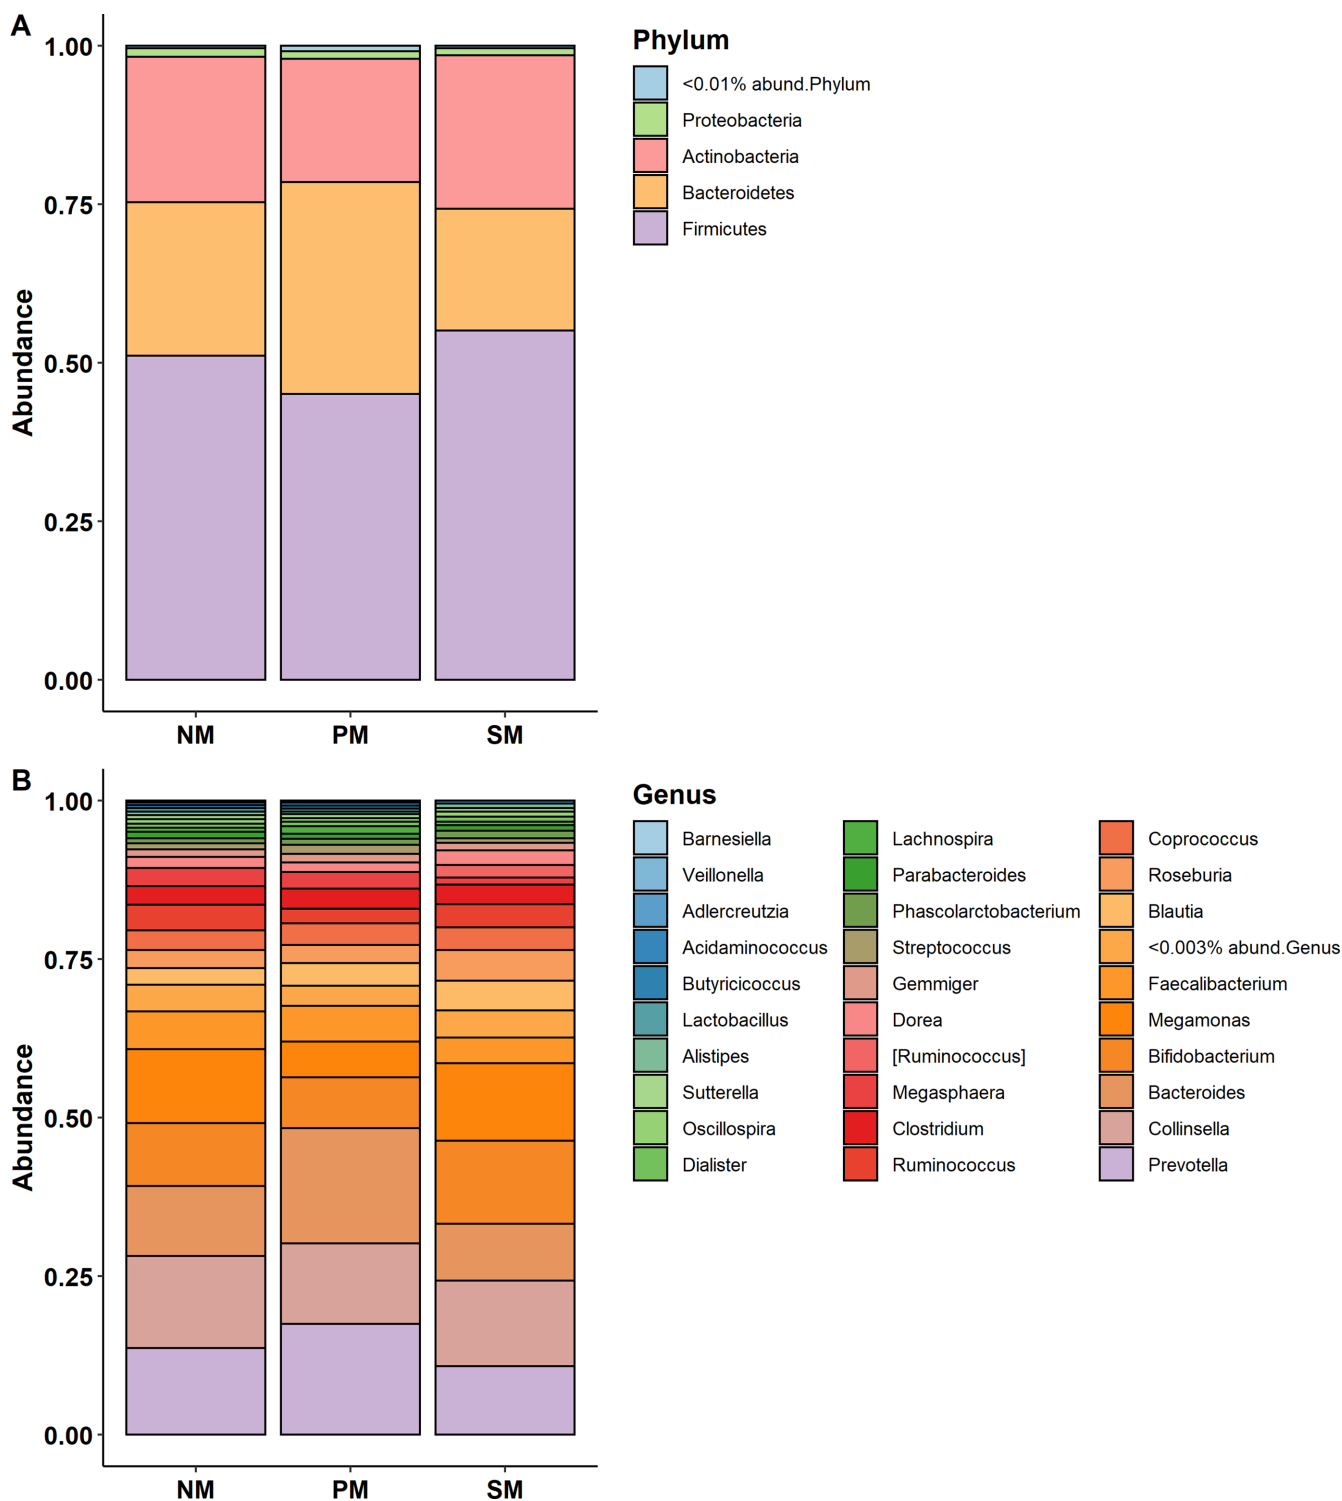 A
1.00
0.75
0.50
0.25
0.00
Abundance
NM PM SM
Phylum
<0.01% abund.Phylum
Proteobacteria
Actinobacteria
Bacteroidetes
Firmicutes
B
1.00
0.75
0.50
0.25
0.00
Abundance
NM PM SM
Genus
Barnesiella
Veillonella
Adlercreutzia
Acidaminococcus
Butyricicoccus
Lactobacillus
Alistipes
Sutterella
Oscillospira
Dialister
Lachnospira
Parabacteroides
Phascolarctobacterium
Streptococcus
Gemmiger
Dorea
[Ruminococcus]
Megasphaera
Clostridium
Ruminococcus
Coprococcus
Roseburia
Blautia
<0.003% abund.Genus
Faecalibacterium
Megamonas
Bifidobacterium
Bacteroides
Collinsella
Prevotella